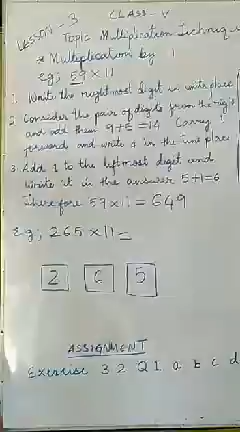 CLASS - V
LESSON - 3
Topic Multiplication Technique
* Multiplication by 11
eg; 59 x 11
1. Write the rightmost digit in units place
2. Consider the pair of digits from the right
and add them 9+5 = 14 Carry 1
forwards and write 4 in the tens place
3. Add 1 to the leftmost digit and
write it in the answer 5+1=6
Therefore 59 x 11 = 649
Eg; 265 x 11 =
2 6 5
ASSIGNMENT
Exercise 3.2 Q1 a b c d